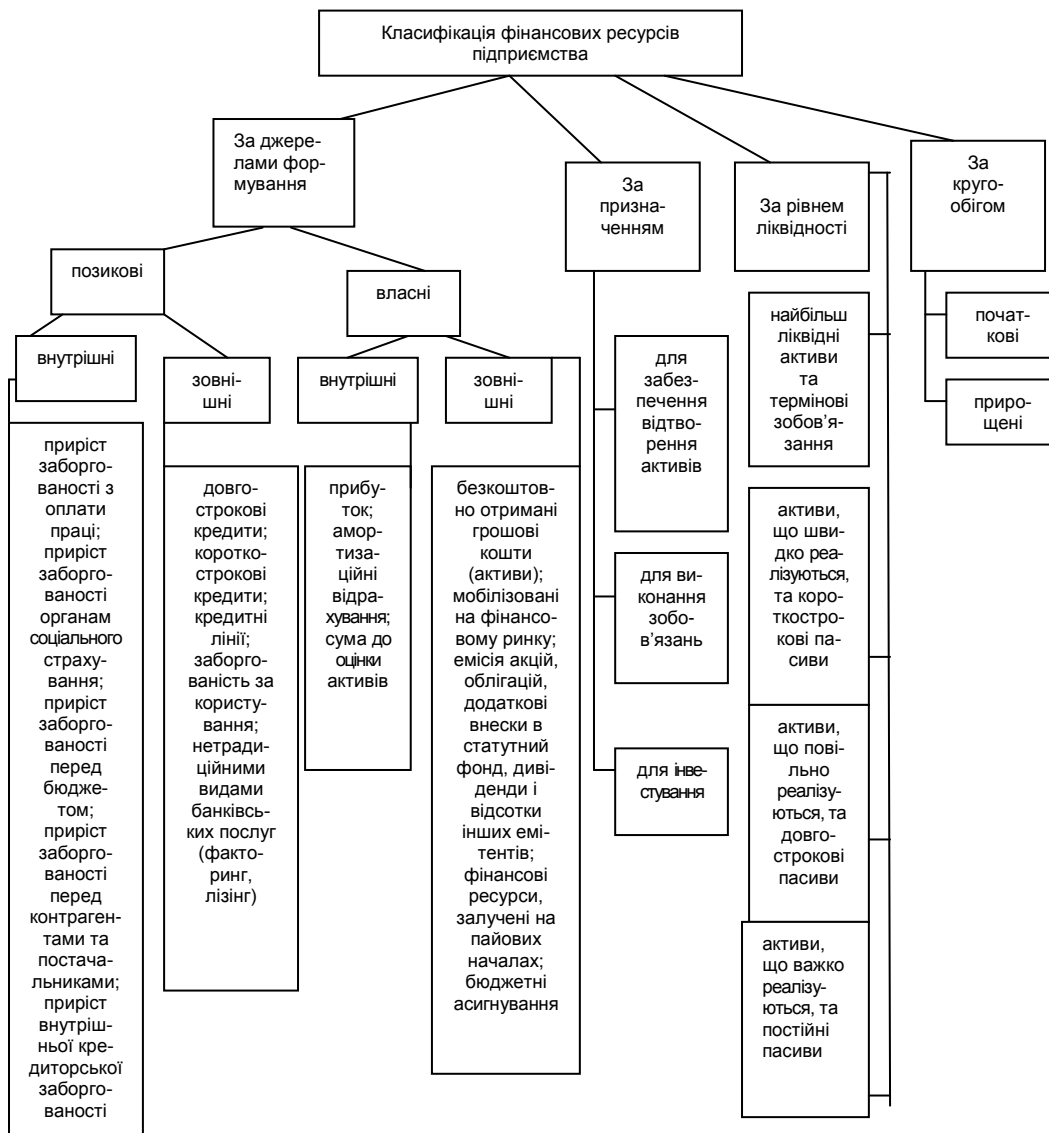 Класифікація фінансових ресурсів
підприємства
За джере-
лами фор-
мування
За
призна-
ченням
За рівнем
ліквідності
За
круго-
обігом
позикові
власні
внутрішні
зовні-
шні
внутрішні
зовні-
шні
приріст
заборго-
ваності з
оплати
праці;
приріст
заборго-
ваності
органам
соціального
страху-
вання;
приріст
заборго-
ваності
перед
бюдже-
том;
приріст
заборго-
ваності
перед
контраген-
тами та
постача-
льниками;
приріст
внутріш-
ньої кре-
диторської
заборго-
ваності
довго-
строкові
кредити;
коротко-
строкові
кредити;
кредитні
лінії;
заборго-
ваність за
користу-
вання;
нетради-
ційними
видами
банківсь-
ких послуг
(факто-
ринг,
лізінг)
прибу-
ток;
амор-
тиза-
ційні
відра-
хування;
сума до
оцінки
активів
безкоштов-
но отримані
грошові
кошти
(активи);
мобілізовані
на фінансо-
вому ринку;
емісія акцій,
облігацій,
додаткові
внески в
статутний
фонд, диві-
денди і
відсотки
інших емі-
тентів;
фінансові
ресурси,
залучені на
пайових
началах;
бюджетні
асигнування
для
забез-
печення
відтво-
рення
активів
для ви-
конання
зобо-
в’язань
для інве-
стування
найбільш
ліквідні
активи
та
термінові
зобов’я-
зання
активи,
що шви-
дко реа-
лізуються,
та коро-
ткостро-
кові па-
сиви
активи,
що пові-
льно
реалізу-
ються, та
довго-
строкові
пасиви
активи,
що важко
реалізу-
ються, та
постійні
пасиви
почат-
кові
приро-
щені